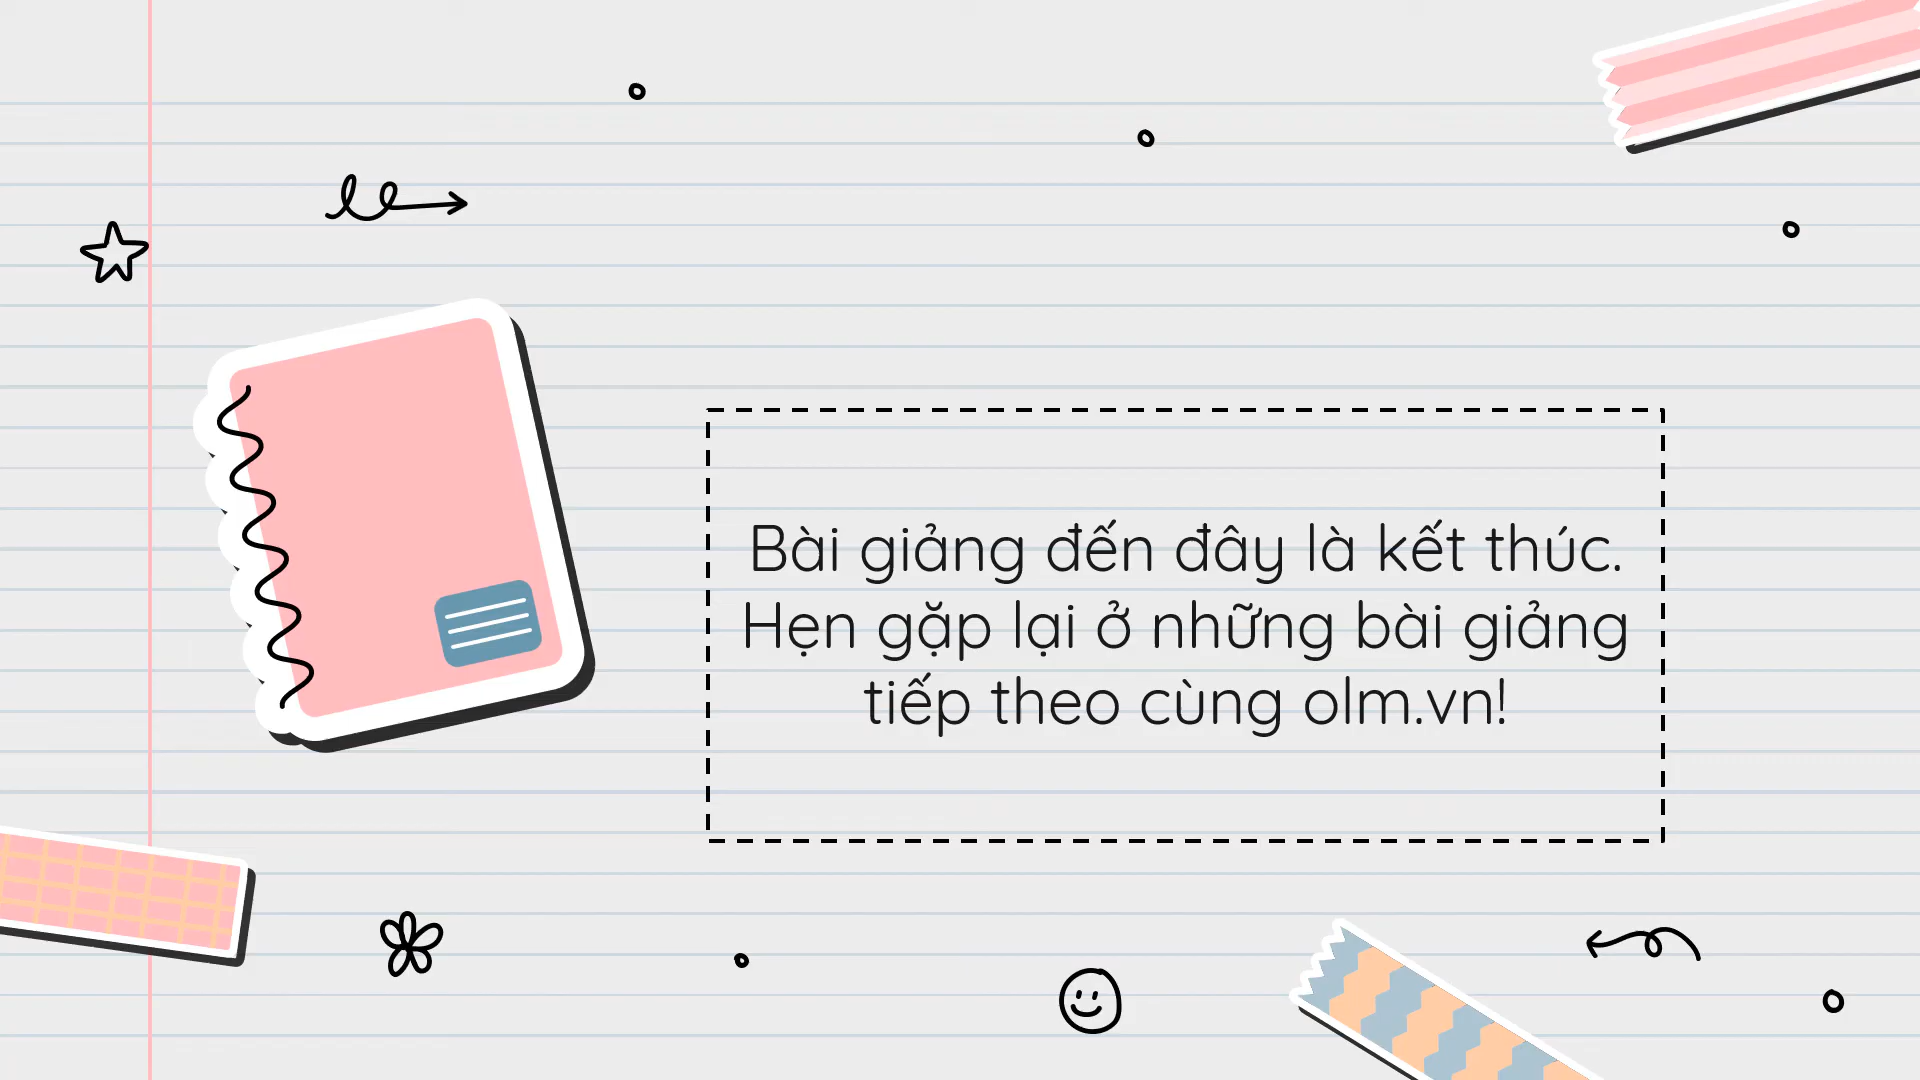 Bài giảng đến đây là kết thúc.
Hẹn gặp lại ở những bài giảng
tiếp theo cùng olm.vn!